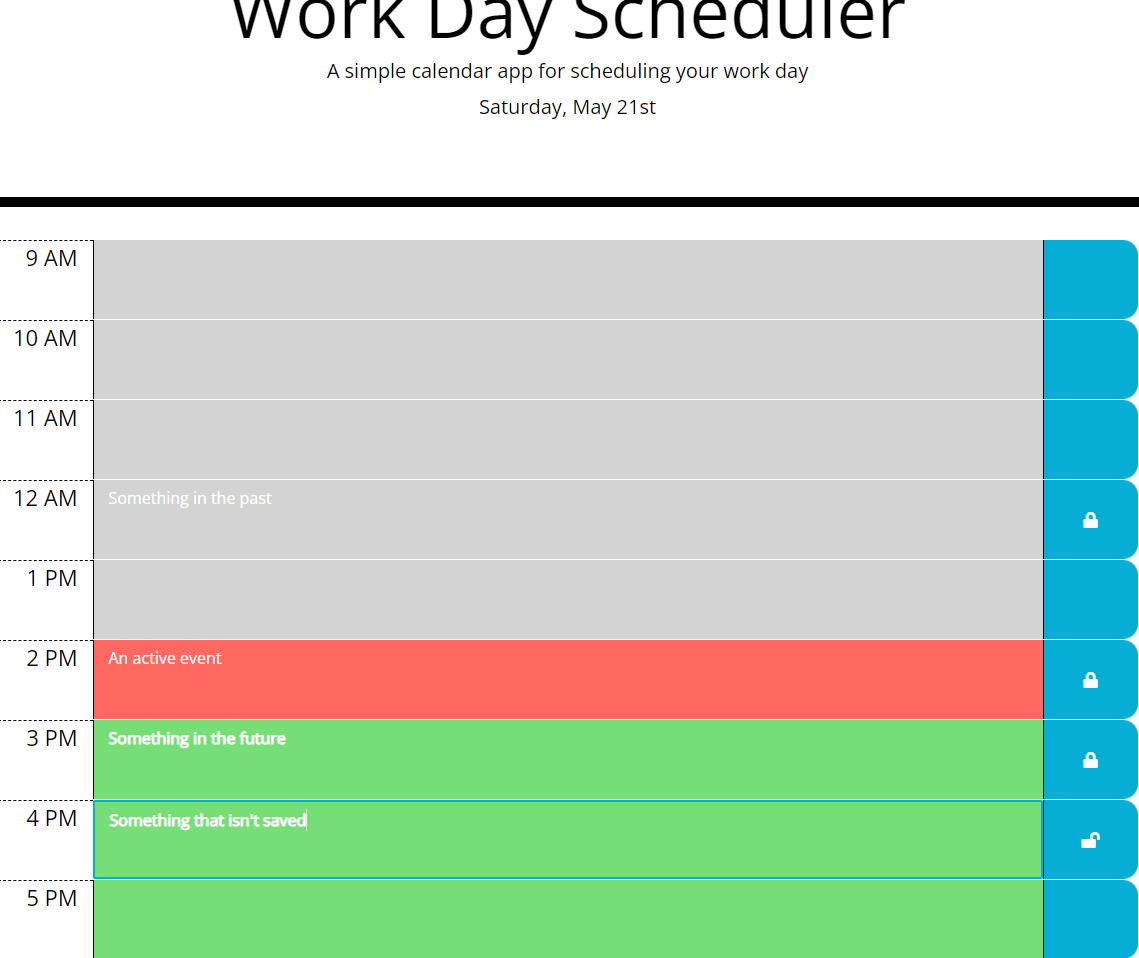 Work Day Scheduler
A simple calendar app for scheduling your work day
Saturday, May 21st
9 AM
10 AM
11 AM
12 AM Something in the past
1 PM
2 PM An active event
3 PM Something in the future
4 PM Something that isn't saved
5 PM